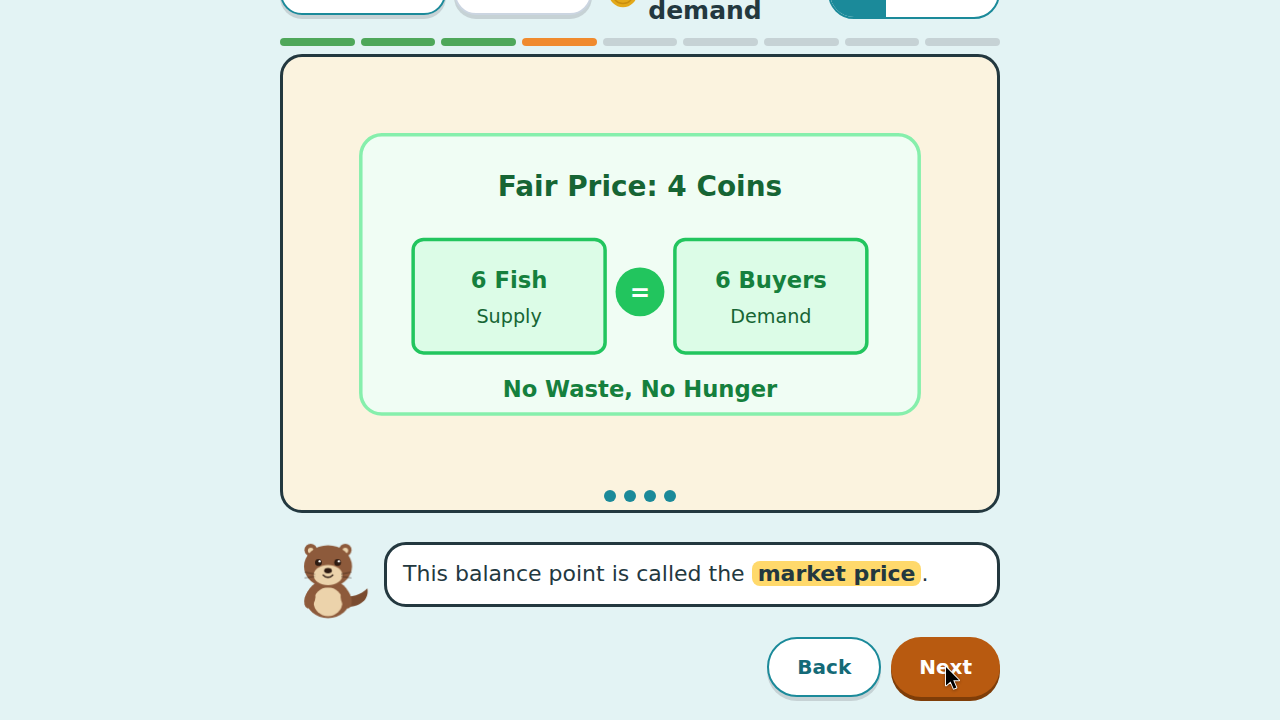 demand
Fair Price: 4 Coins
6 Fish
Supply
=
6 Buyers
Demand
No Waste, No Hunger
This balance point is called the market price.
Back
Next